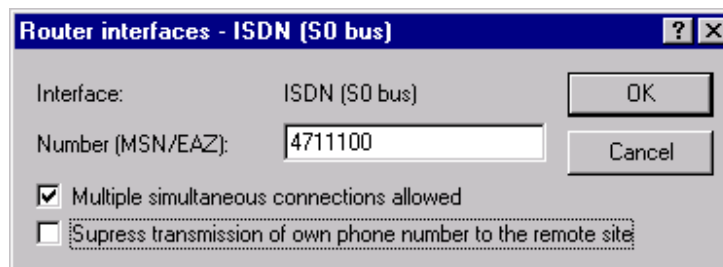 Router interfaces - ISDN (S0 bus)
Interface: ISDN (S0 bus) OK
Number (MSN/EAZ): 4711100
Cancel
Multiple simultaneous connections allowed
Supress transmission of own phone number to the remote site